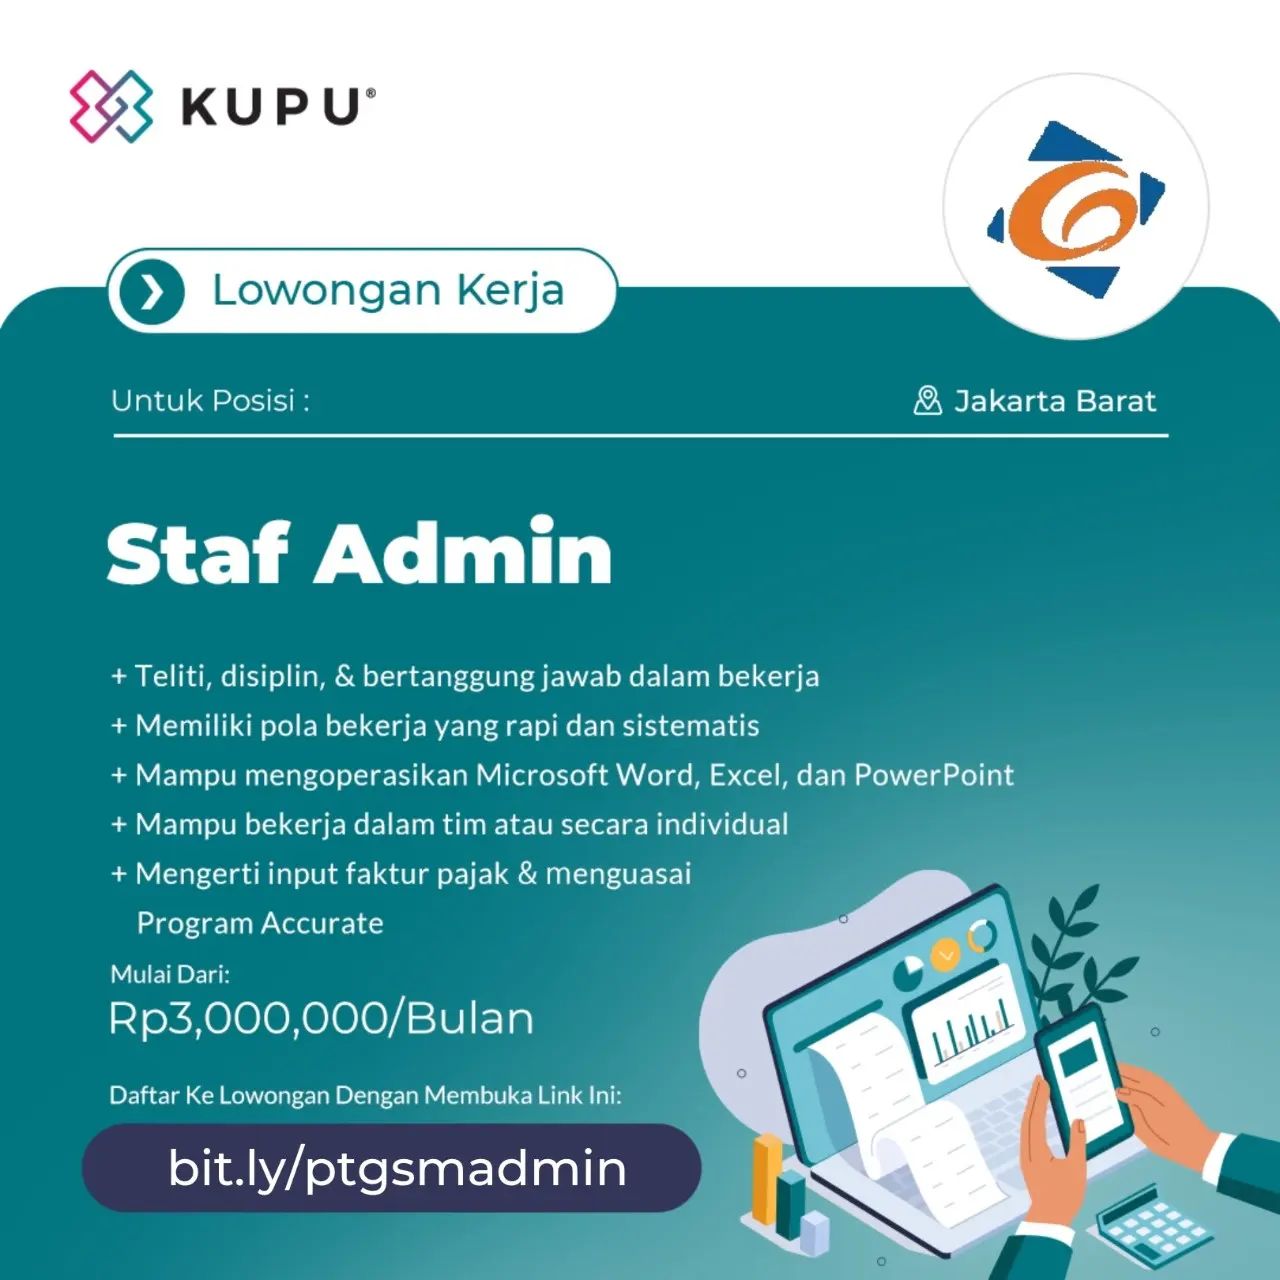 KUPU®
Lowongan Kerja
Untuk Posisi :
Jakarta Barat
Staf Admin
+ Teliti, disiplin, & bertanggung jawab dalam bekerja
+ Memiliki pola bekerja yang rapi dan sistematis
+ Mampu mengoperasikan Microsoft Word, Excel, dan PowerPoint
+ Mampu bekerja dalam tim atau secara individual
+ Mengerti input faktur pajak & menguasai
Program Accurate
Mulai Dari:
Rp3,000,000/Bulan
Daftar Ke Lowongan Dengan Membuka Link Ini:
bit.ly/ptgsmadmin